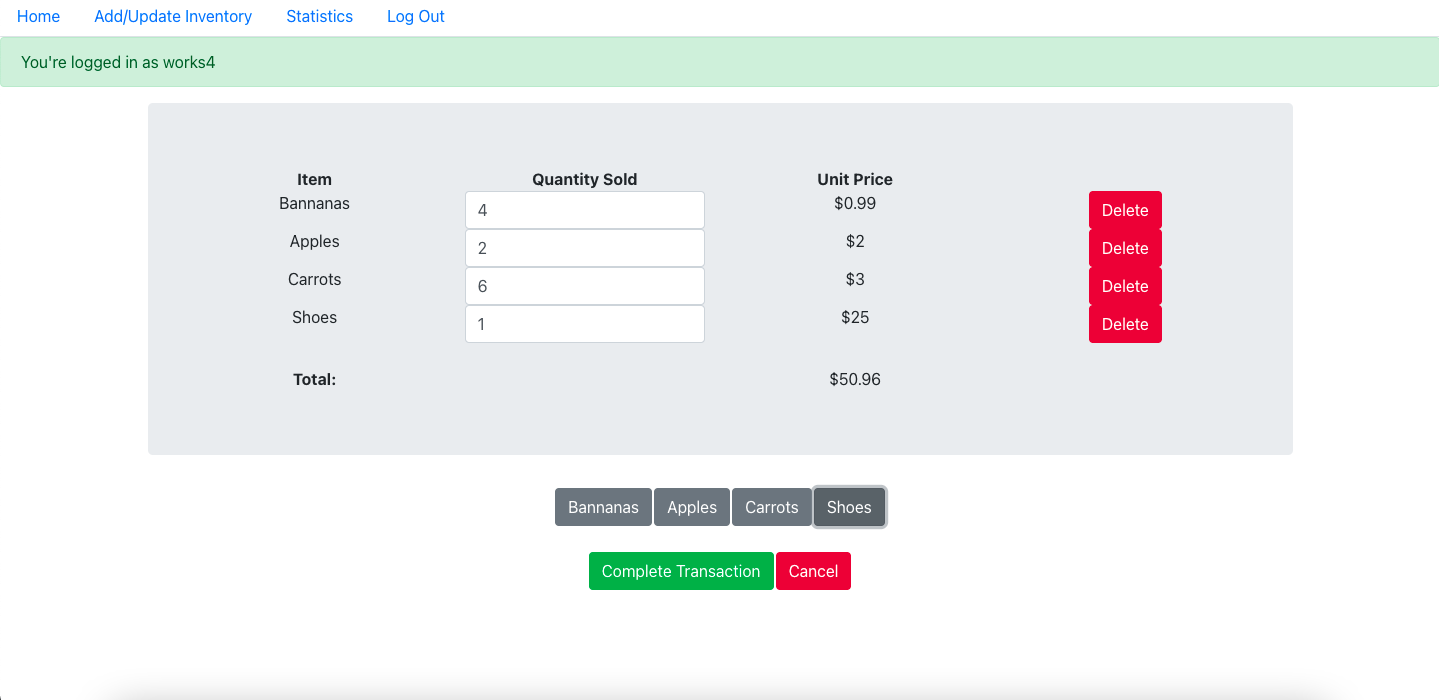 Home Add/Update Inventory Statistics Log Out
You're logged in as works4
Item Quantity Sold Unit Price
Bannanas 4 $0.99 Delete
Apples 2 $2 Delete
Carrots 6 $3 Delete
Shoes 1 $25 Delete
Total: $50.96
Bannanas Apples Carrots Shoes
Complete Transaction Cancel